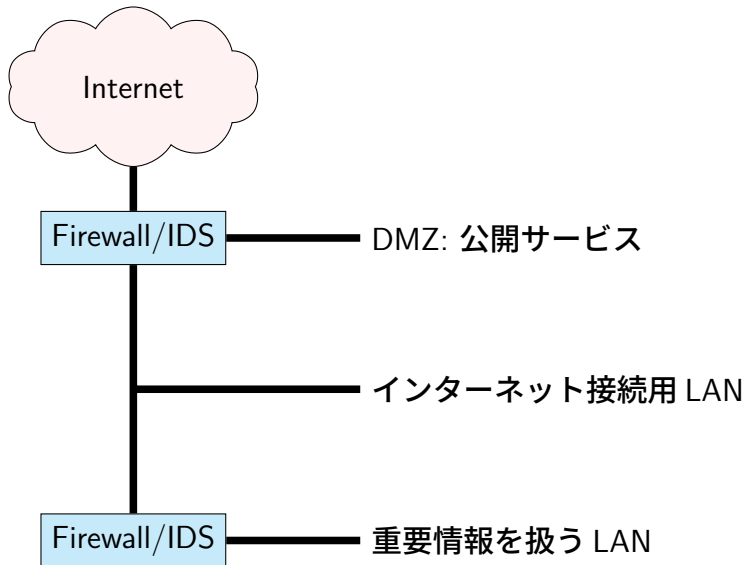 Internet
Firewall/IDS
DMZ: 公開サービス
インターネット接続用 LAN
Firewall/IDS
重要情報を扱う LAN